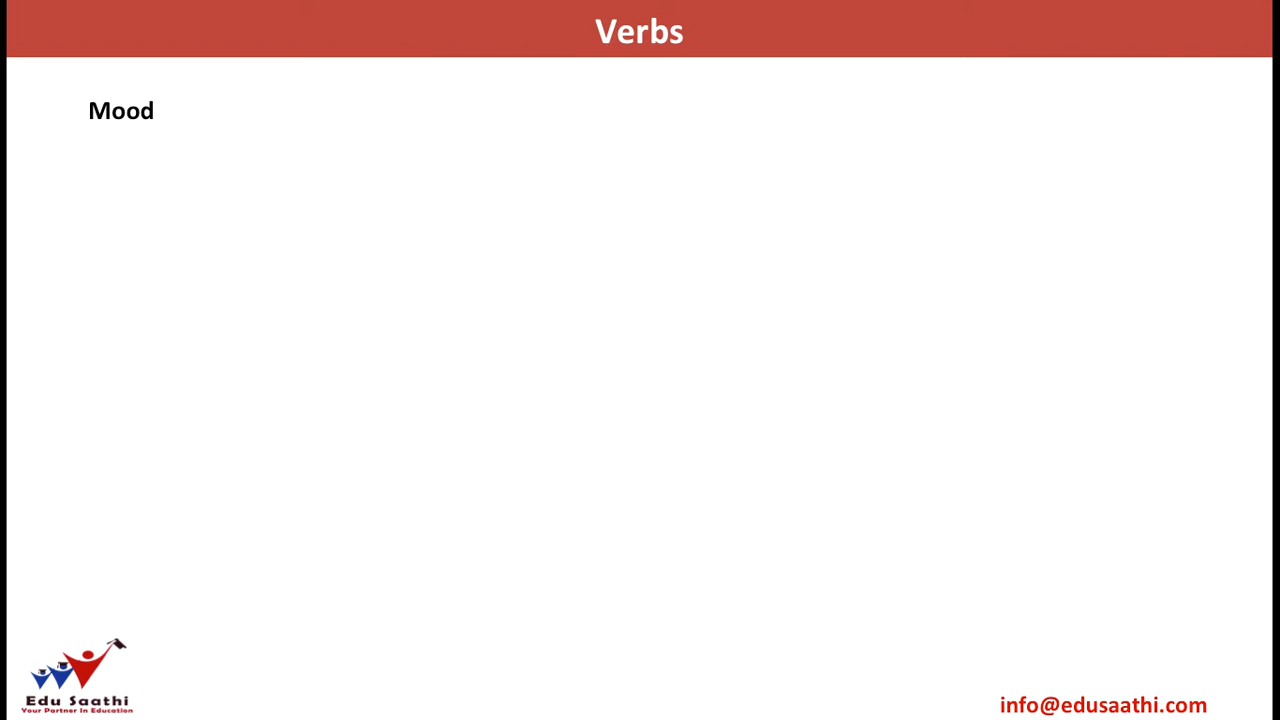 Verbs
Mood
Edu Saathi
Your Partner In Education
info@edusaathi.com